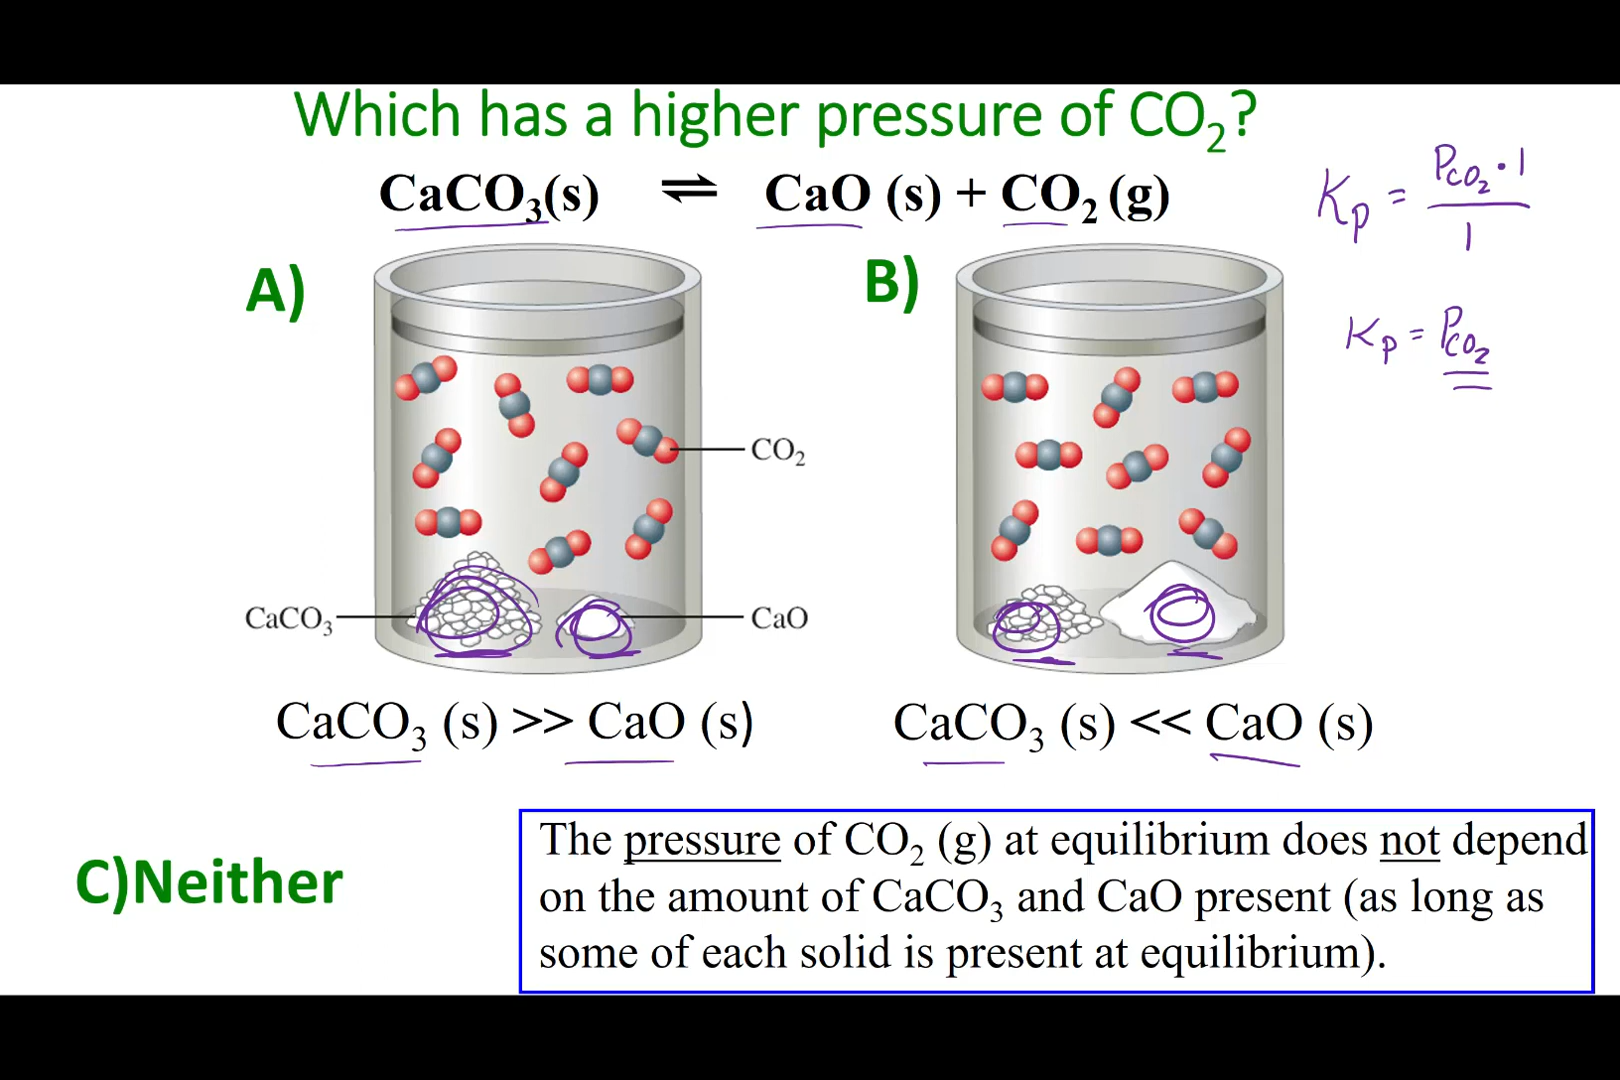 Which has a higher pressure of CO₂?
CaCO₃(s) ⇌ CaO (s) + CO₂ (g)
Kp = PCO₂ · 1 / 1
A)
B)
Kp = PCO₂
CO₂
CaCO₃
CaO
CaCO₃ (s) >> CaO (s)
CaCO₃ (s) << CaO (s)
C)Neither
The pressure of CO₂ (g) at equilibrium does not depend
on the amount of CaCO₃ and CaO present (as long as
some of each solid is present at equilibrium).